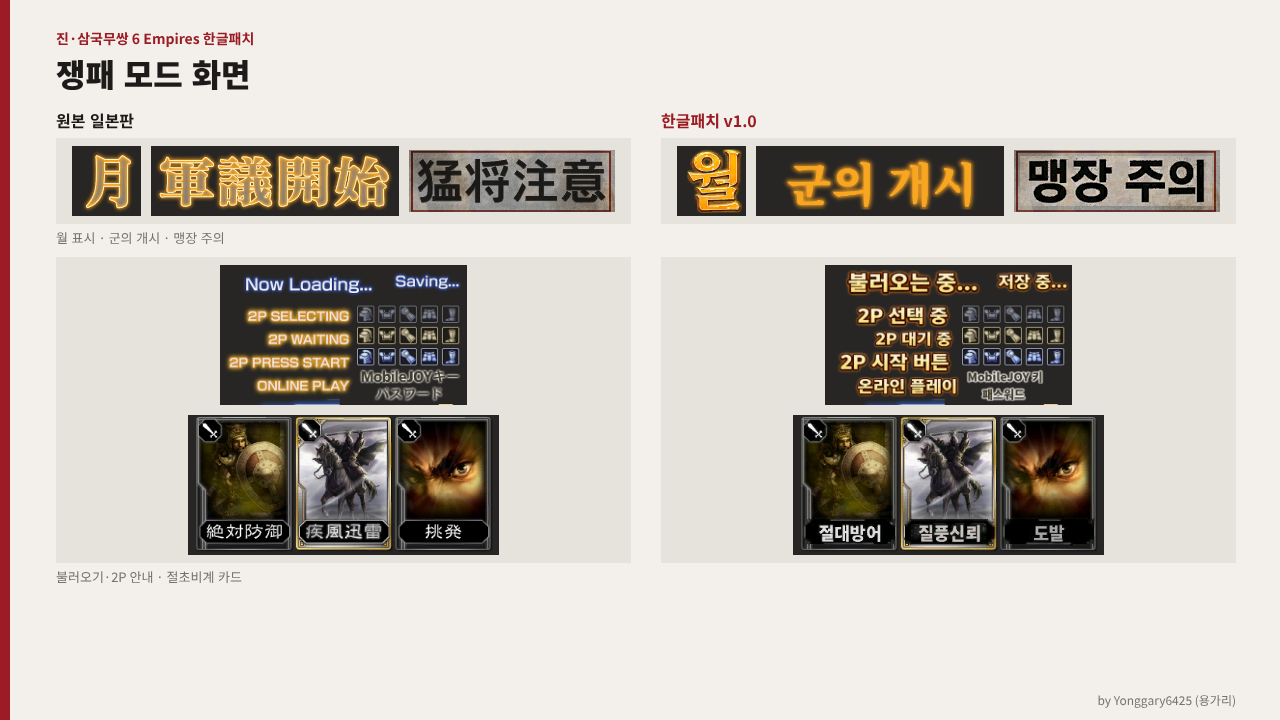 진·삼국무쌍 6 Empires 한글패치
쟁패 모드 화면
원본 일본판
月
軍議開始
猛将注意
월 표시 · 군의 개시 · 맹장 주의
Now Loading...
Saving...
2P SELECTING
2P WAITING
2P PRESS START
ONLINE PLAY
MobileJOYキー
パスワード
絶対防御
疾風迅雷
挑発
불러오기·2P 안내 · 절초비계 카드
한글패치 v1.0
월
군의 개시
맹장 주의
불러오는 중...
저장 중...
2P 선택 중
2P 대기 중
2P 시작 버튼
온라인 플레이
MobileJOY키
패스워드
절대방어
질풍신뢰
도발
by Yonggary6425 (용가리)